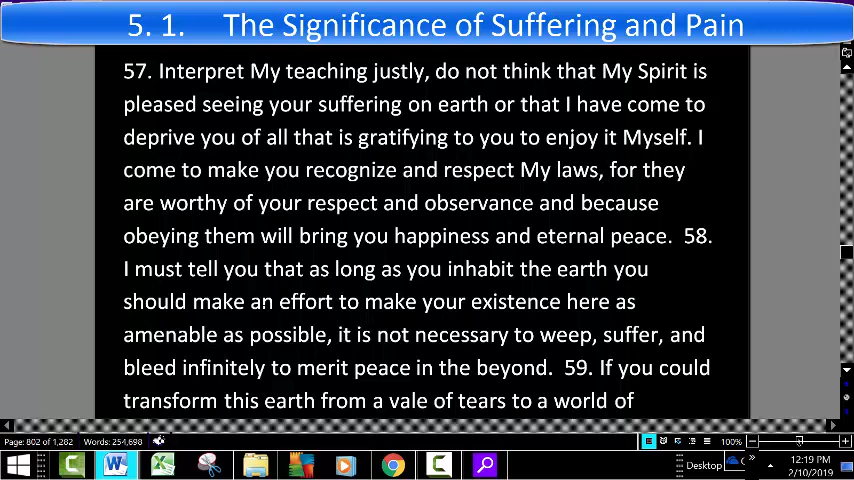 5. 1. The Significance of Suffering and Pain
57. Interpret My teaching justly, do not think that My Spirit is
pleased seeing your suffering on earth or that I have come to
deprive you of all that is gratifying to you to enjoy it Myself. I
come to make you recognize and respect My laws, for they
are worthy of your respect and observance and because
obeying them will bring you happiness and eternal peace. 58.
I must tell you that as long as you inhabit the earth you
should make an effort to make your existence here as
amenable as possible, it is not necessary to weep, suffer, and
bleed infinitely to merit peace in the beyond. 59. If you could
transform this earth from a vale of tears to a world of
Page: 802 of 1,282 Words: 254,698 100%
Desktop 12:19 PM
2/10/2019